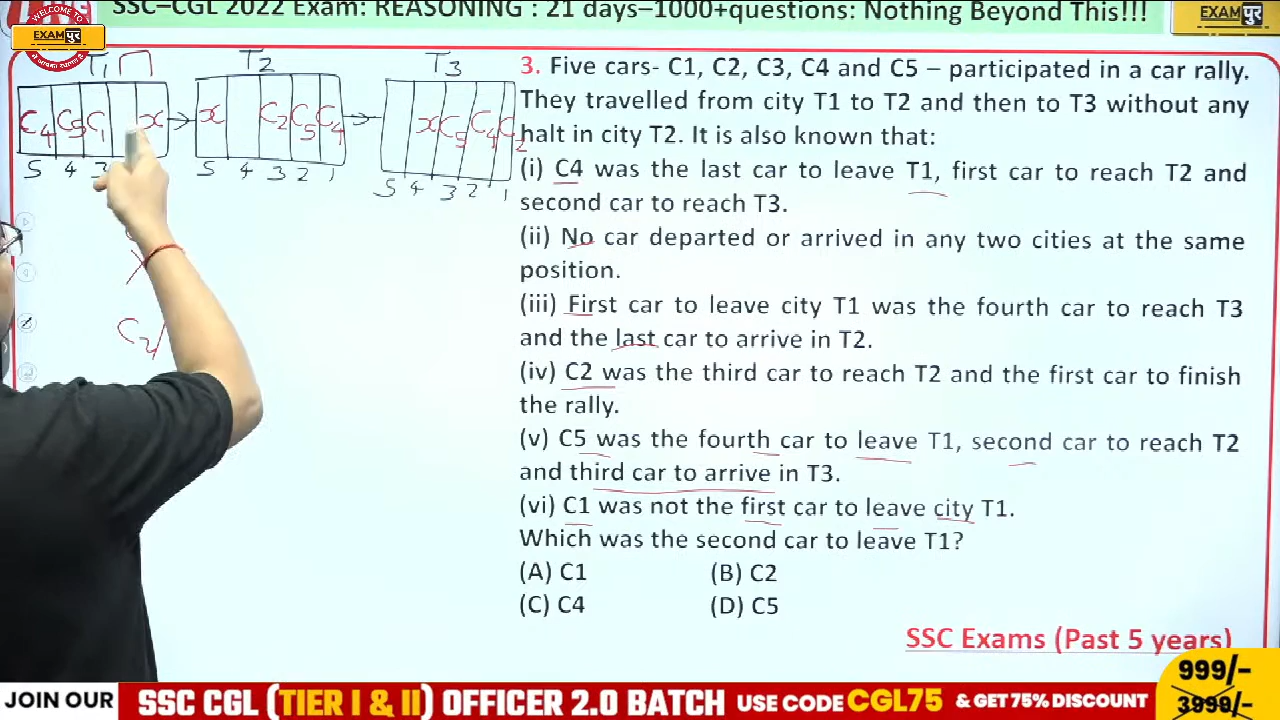 SSC–CGL 2022 Exam: REASONING : 21 days–1000+questions: Nothing Beyond This!!!
WELCOME TO
EXAMপুর
EXAM पुर
T1 T2 T3
C4 C5 C1 x → x C2 C5 C4 → x C5 C4 C2
5 4 3 5 4 3 2 1 5 4 3 2 1
C2/
3. Five cars- C1, C2, C3, C4 and C5 – participated in a car rally.
They travelled from city T1 to T2 and then to T3 without any
halt in city T2. It is also known that:
(i) C4 was the last car to leave T1, first car to reach T2 and
second car to reach T3.
(ii) No car departed or arrived in any two cities at the same
position.
(iii) First car to leave city T1 was the fourth car to reach T3
and the last car to arrive in T2.
(iv) C2 was the third car to reach T2 and the first car to finish
the rally.
(v) C5 was the fourth car to leave T1, second car to reach T2
and third car to arrive in T3.
(vi) C1 was not the first car to leave city T1.
Which was the second car to leave T1?
(A) C1 (B) C2
(C) C4 (D) C5
SSC Exams (Past 5 years)
JOIN OUR SSC CGL (TIER I & II) OFFICER 2.0 BATCH USE CODE CGL75 & GET 75% DISCOUNT
999/-
3999/-